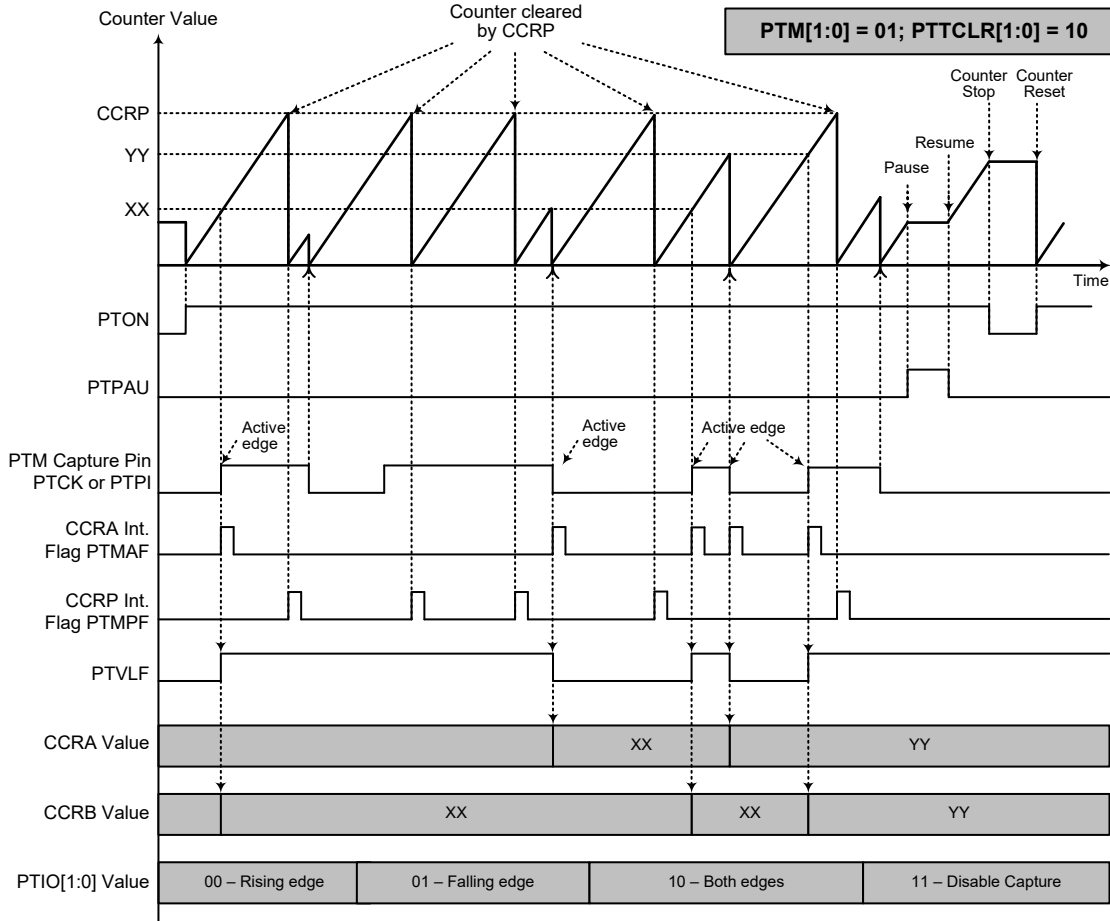 Counter Value
Counter cleared
by CCRP
PTM[1:0] = 01; PTTCLR[1:0] = 10
Counter
Stop
Counter
Reset
CCRP
YY
XX
Pause
Resume
Time
PTON
PTPAU
Active
edge
Active
edge
Active edge
PTM Capture Pin
PTCK or PTPI
CCRA Int.
Flag PTMAF
CCRP Int.
Flag PTMPF
PTVLF
CCRA Value
XX
YY
CCRB Value
XX
XX
YY
PTIO[1:0] Value
00 – Rising edge
01 – Falling edge
10 – Both edges
11 – Disable Capture